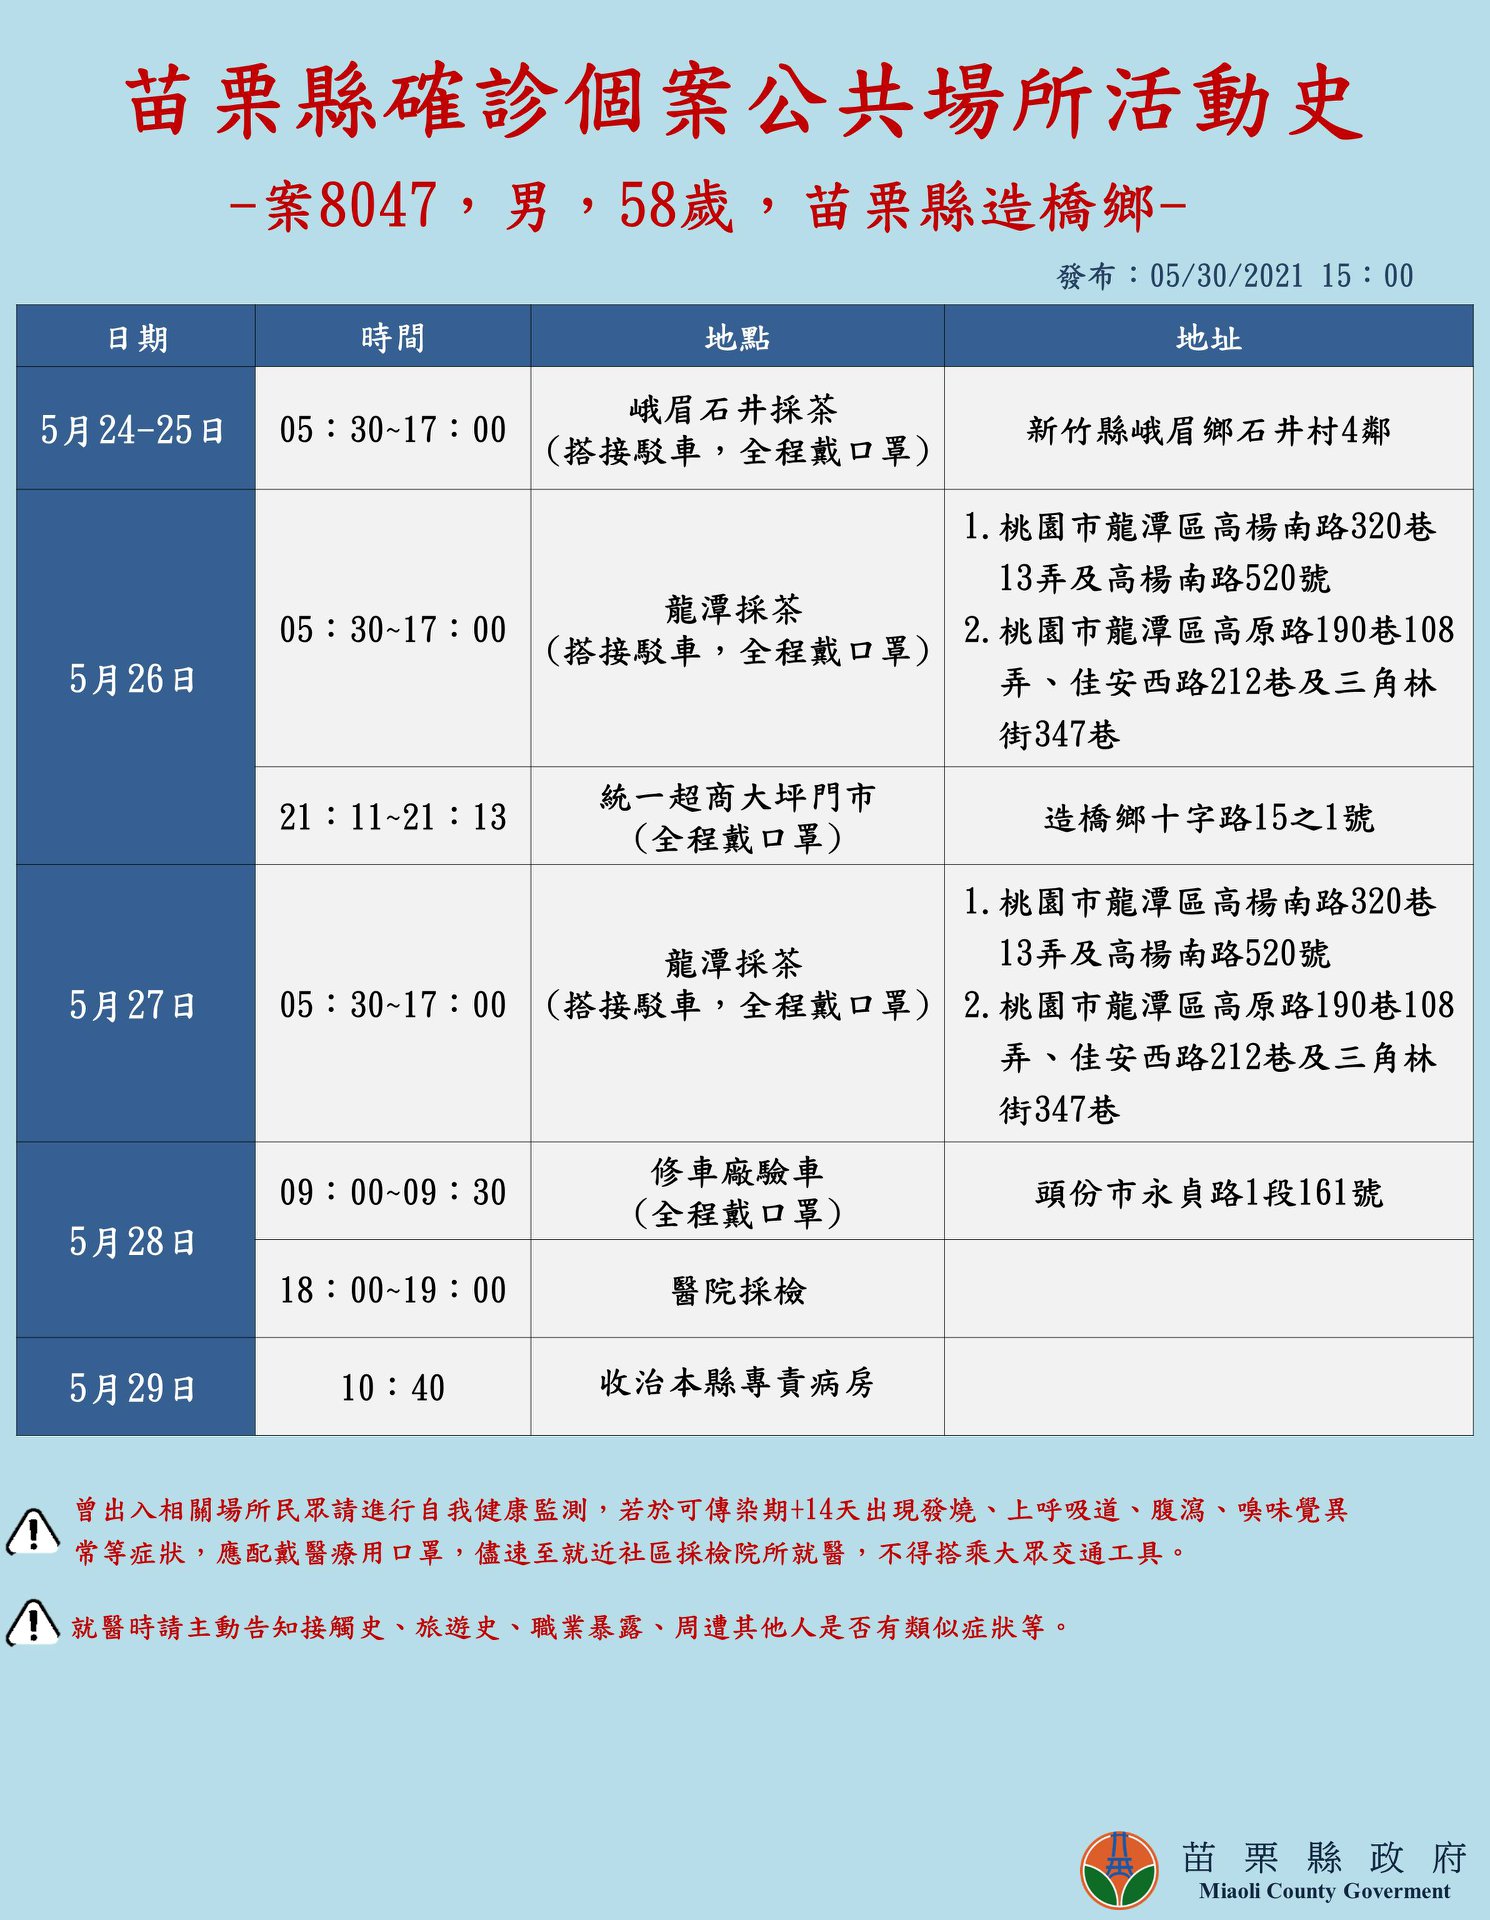 苗栗縣確診個案公共場所活動史
-案8047，男，58歲，苗栗縣造橋鄉-
發布：05/30/2021 15：00
日期 時間 地點 地址
5月24-25日 05：30~17：00 峨眉石井採茶
(搭接駁車，全程戴口罩) 新竹縣峨眉鄉石井村4鄰
5月26日 05：30~17：00 龍潭採茶
(搭接駁車，全程戴口罩)
1.桃園市龍潭區高楊南路320巷
13弄及高楊南路520號
2.桃園市龍潭區高原路190巷108
弄、佳安西路212巷及三角林
街347巷
21：11~21：13 統一超商大坪門市
(全程戴口罩) 造橋鄉十字路15之1號
5月27日 05：30~17：00 龍潭採茶
(搭接駁車，全程戴口罩)
1.桃園市龍潭區高楊南路320巷
13弄及高楊南路520號
2.桃園市龍潭區高原路190巷108
弄、佳安西路212巷及三角林
街347巷
5月28日 09：00~09：30 修車廠驗車
(全程戴口罩) 頭份市永貞路1段161號
18：00~19：00 醫院採檢
5月29日 10：40 收治本縣專責病房
曾出入相關場所民眾請進行自我健康監測，若於可傳染期+14天出現發燒、上呼吸道、腹瀉、嗅味覺異
常等症狀，應配戴醫療用口罩，儘速至就近社區採檢院所就醫，不得搭乘大眾交通工具。
就醫時請主動告知接觸史、旅遊史、職業暴露、周遭其他人是否有類似症狀等。
苗栗縣政府
Miaoli County Goverment